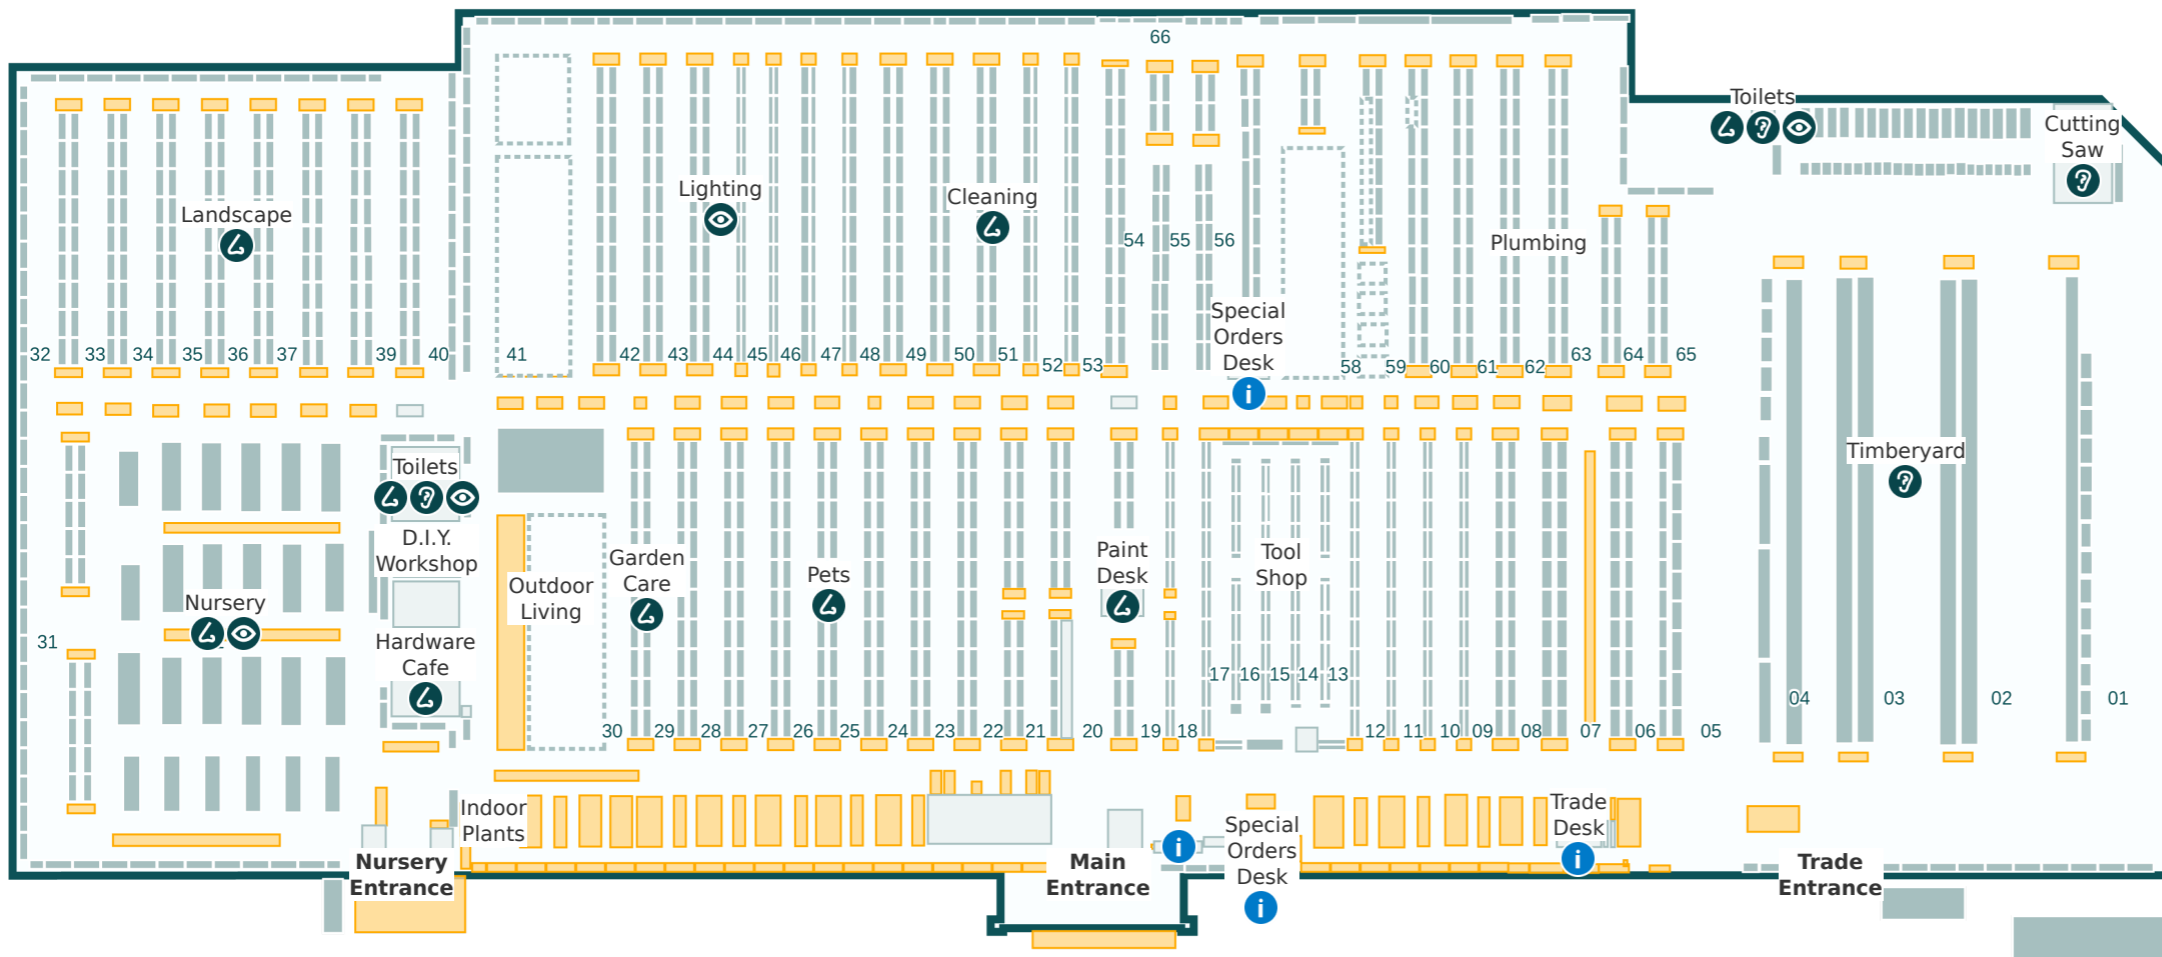 66
Toilets
Cutting
Saw
Landscape
Lighting
Cleaning
54
55
56
Plumbing
Special
Orders
Desk
i
32
33
34
35
36
37
39
40
41
42
43
44
45
46
47
48
49
50
51
52
53
58
59
60
61
62
63
64
65
Toilets
D.I.Y.
Workshop
Garden
Care
Outdoor
Living
Pets
Paint
Desk
Tool
Shop
Timberyard
Nursery
31
Hardware
Cafe
17
16
15
14
13
04
03
02
01
30
29
28
27
26
25
24
23
22
21
20
19
18
12
11
10
09
08
07
06
05
Indoor
Plants
Nursery
Entrance
Main
Entrance
i
Special
Orders
Desk
i
Trade
Desk
i
Trade
Entrance